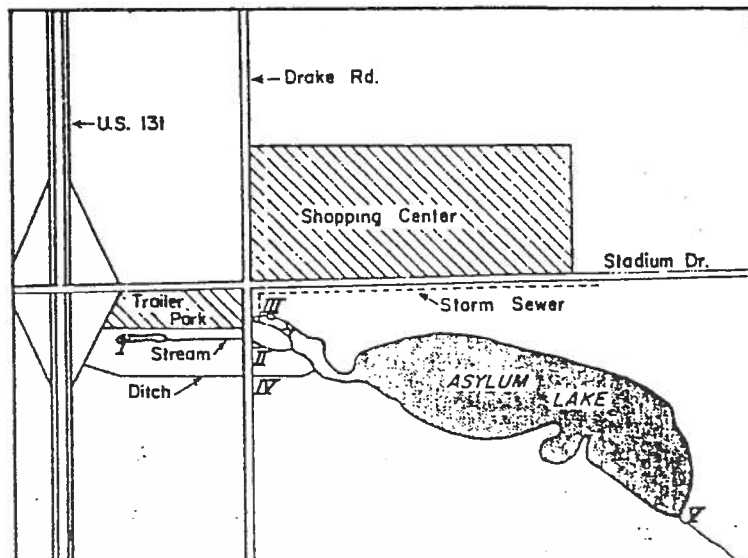 Drake Rd.
U.S. 131
Shopping Center
Stadium Dr.
Trailer
Park
III
Storm Sewer
I
Stream
II
Ditch
IV
ASYLUM
LAKE
V